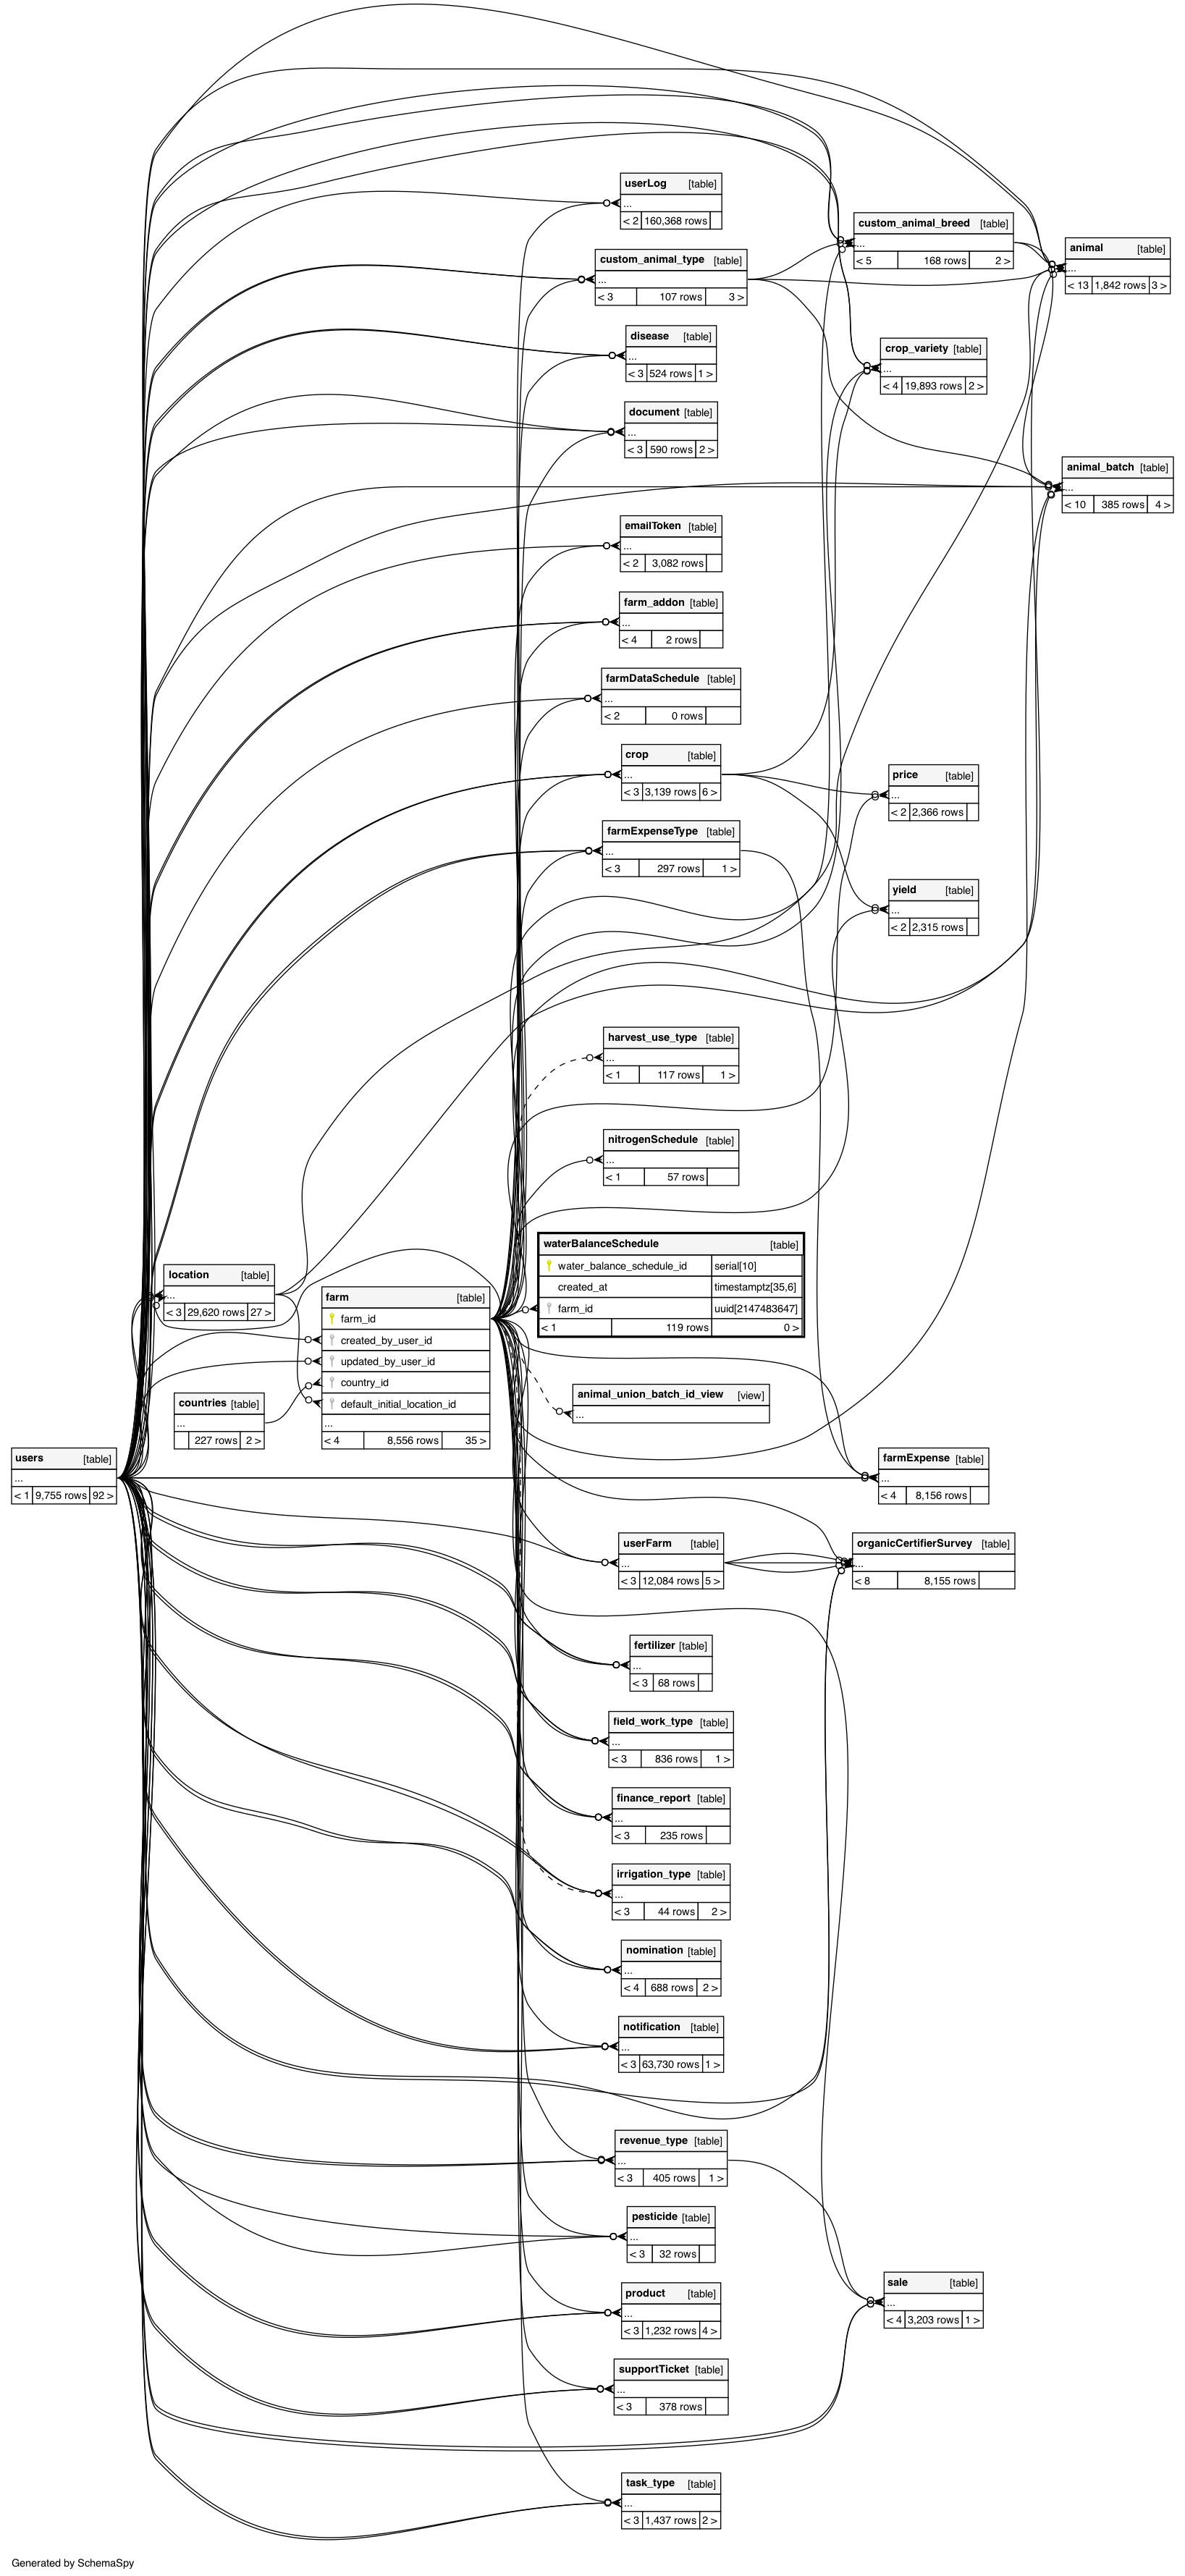 userLog [table]
...
< 2 160,368 rows
custom_animal_breed [table]
...
< 5 168 rows 2 >
animal [table]
...
< 13 1,842 rows 3 >
custom_animal_type [table]
...
< 3 107 rows 3 >
disease [table]
...
< 3 524 rows 1 >
crop_variety [table]
...
< 4 19,893 rows 2 >
document [table]
...
< 3 590 rows 2 >
animal_batch [table]
...
< 10 385 rows 4 >
emailToken [table]
...
< 2 3,082 rows
farm_addon [table]
...
< 4 2 rows
farmDataSchedule [table]
...
< 2 0 rows
crop [table]
...
< 3 3,139 rows 6 >
price [table]
...
< 2 2,366 rows
farmExpenseType [table]
...
< 3 297 rows 1 >
yield [table]
...
< 2 2,315 rows
harvest_use_type [table]
...
< 1 117 rows 1 >
nitrogenSchedule [table]
...
< 1 57 rows
waterBalanceSchedule [table]
water_balance_schedule_id serial[10]
created_at timestamptz[35,6]
farm_id uuid[2147483647]
< 1 119 rows 0 >
location [table]
...
< 3 29,620 rows 27 >
farm [table]
farm_id
created_by_user_id
updated_by_user_id
country_id
default_initial_location_id
...
< 4 8,556 rows 35 >
countries [table]
...
227 rows 2 >
animal_union_batch_id_view [view]
...
users [table]
...
< 1 9,755 rows 92 >
farmExpense [table]
...
< 4 8,156 rows
userFarm [table]
...
< 3 12,084 rows 5 >
organicCertifierSurvey [table]
...
< 8 8,155 rows
fertilizer [table]
...
< 3 68 rows
field_work_type [table]
...
< 3 836 rows 1 >
finance_report [table]
...
< 3 235 rows
irrigation_type [table]
...
< 3 44 rows 2 >
nomination [table]
...
< 4 688 rows 2 >
notification [table]
...
< 3 63,730 rows 1 >
revenue_type [table]
...
< 3 405 rows 1 >
pesticide [table]
...
< 3 32 rows
product [table]
...
< 3 1,232 rows 4 >
sale [table]
...
< 4 3,203 rows 1 >
supportTicket [table]
...
< 3 378 rows
task_type [table]
...
< 3 1,437 rows 2 >
Generated by SchemaSpy